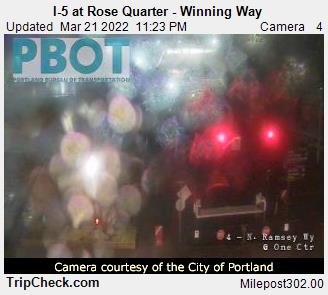 I-5 at Rose Quarter - Winning Way
Updated Mar 21 2022 11:23 PM Camera 4
PBOT
PORTLAND BUREAU OF TRANSPORTATION
4 - N. Ramsey Wy
@ One Ctr
Camera courtesy of the City of Portland
TripCheck.com Milepost302.00